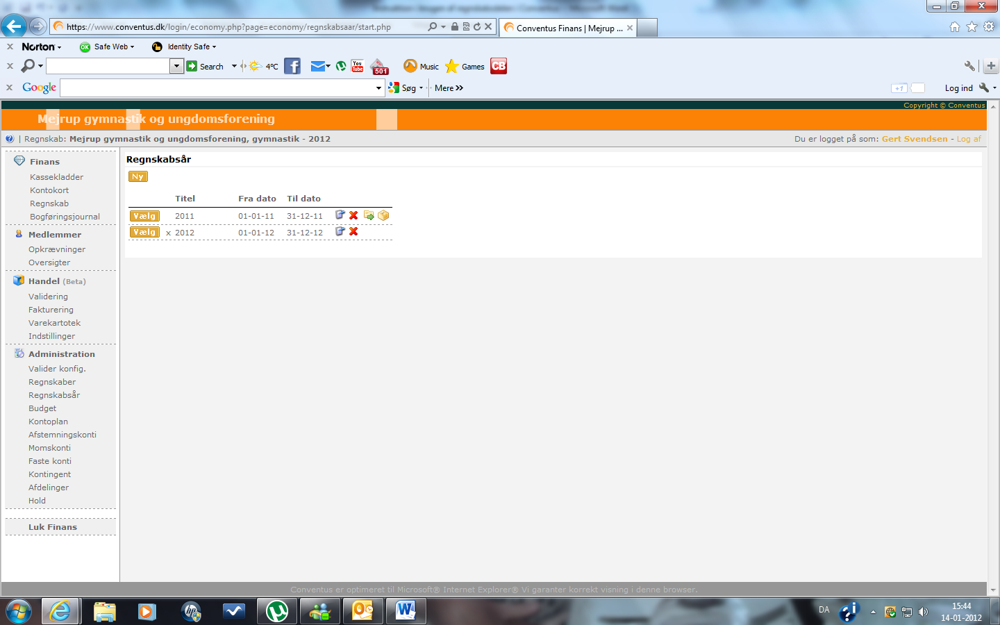 https://www.conventus.dk/login/economy.php?page=economy/regnskabsaar/start.php
Conventus Finans | Mejrup ...
x Norton
OK Safe Web
Identity Safe
x Search
4°C
You Tube
501
Music
Games
CB
x Google
Søg
Mere
+1
Log ind
Copyright © Conventus
Mejrup gymnastik og ungdomsforening
? | Regnskab: Mejrup gymnastik og ungdomsforening, gymnastik - 2012
Du er logget på som: Gert Svendsen - Log af
Finans
Kassekladder
Kontokort
Regnskab
Bogføringsjournal
Medlemmer
Opkrævninger
Oversigter
Handel (Beta)
Validering
Fakturering
Varekartotek
Indstillinger
Administration
Valider konfig.
Regnskaber
Regnskabsår
Budget
Kontoplan
Afstemningskonti
Momskonti
Faste konti
Kontingent
Afdelinger
Hold
Luk Finans
Regnskabsår
Ny
Titel Fra dato Til dato
Vælg 2011 01-01-11 31-12-11
Vælg x 2012 01-01-12 31-12-12
Conventus er optimeret til Microsoft® Internet Explorer® Vi garanter korrekt visning i denne browser.
DA
15:44
14-01-2012